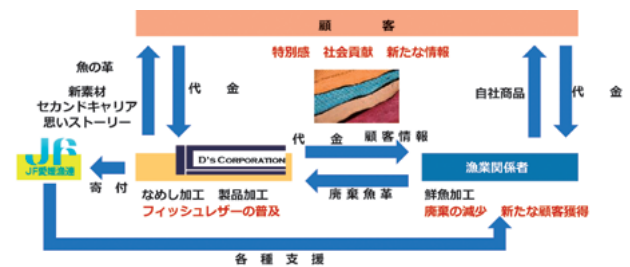 顧客
特別感 社会貢献 新たな情報
魚の革
新素材
セカンドキャリア
思いストーリー
代金
自社商品
代金
JF
JF愛媛漁連
寄付
D's CORPORATION
代金 顧客情報
廃棄魚革
漁業関係者
なめし加工 製品加工
フィッシュレザーの普及
鮮魚加工
廃棄の減少 新たな顧客獲得
各種支援